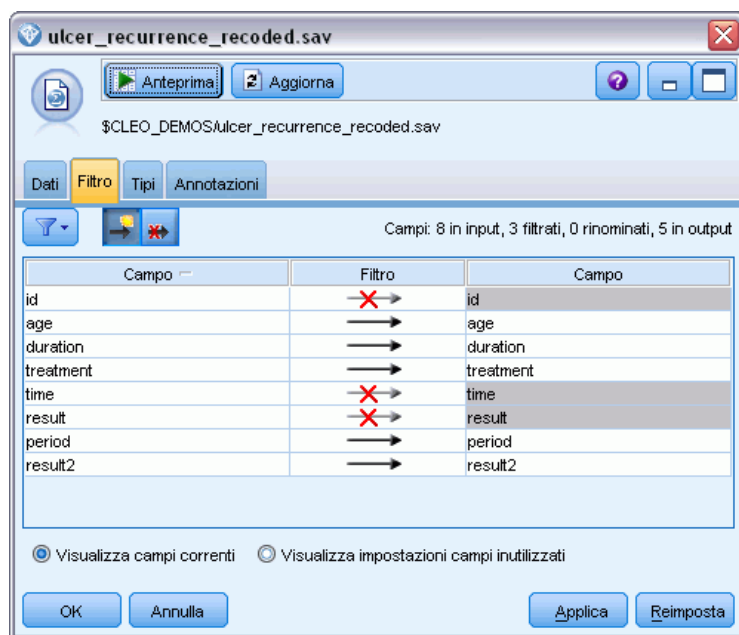 ulcer_recurrence_recoded.sav
Anteprima Aggiorna
$CLEO_DEMOS/ulcer_recurrence_recoded.sav
Dati Filtro Tipi Annotazioni
Campi: 8 in input, 3 filtrati, 0 rinominati, 5 in output
Campo Filtro Campo
id id
age age
duration duration
treatment treatment
time time
result result
period period
result2 result2
Visualizza campi correnti Visualizza impostazioni campi inutilizzati
OK Annulla Applica Reimposta